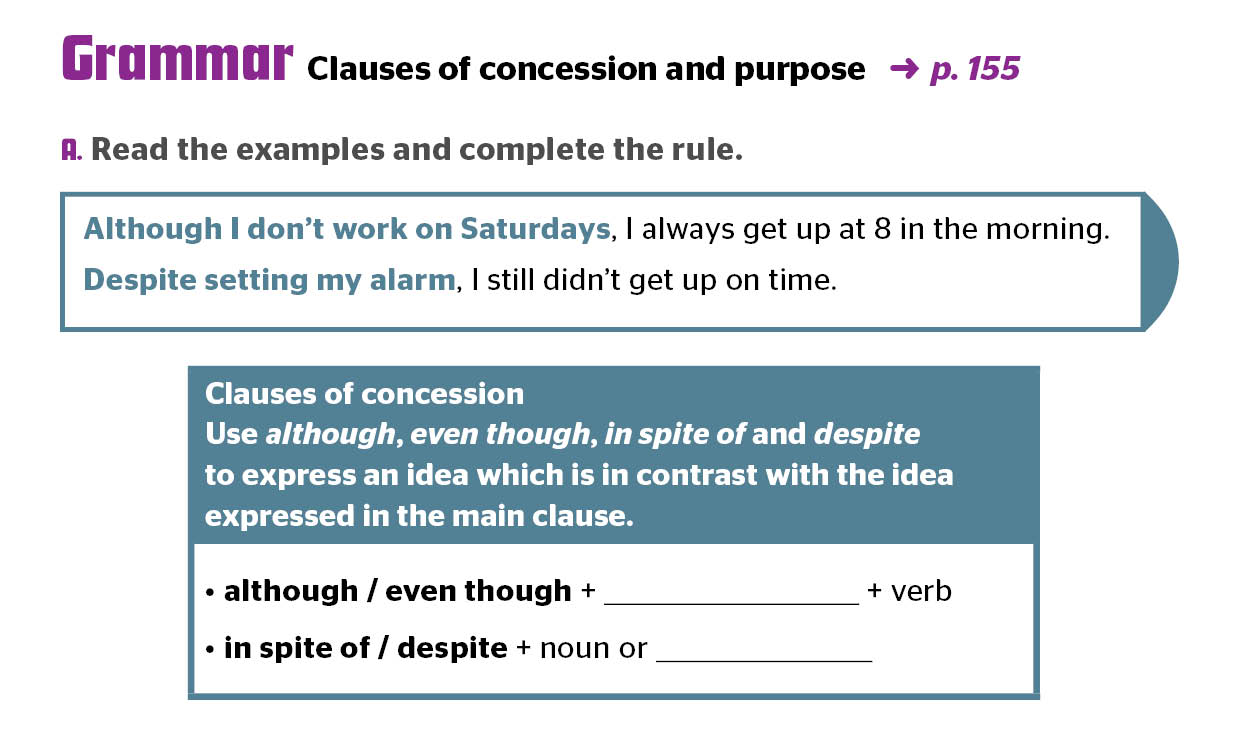 Grammar Clauses of concession and purpose ➜ p. 155
A. Read the examples and complete the rule.
Although I don’t work on Saturdays, I always get up at 8 in the morning.
Despite setting my alarm, I still didn’t get up on time.
Clauses of concession
Use although, even though, in spite of and despite
to express an idea which is in contrast with the idea
expressed in the main clause.
• although / even though + _________________ + verb
• in spite of / despite + noun or ______________